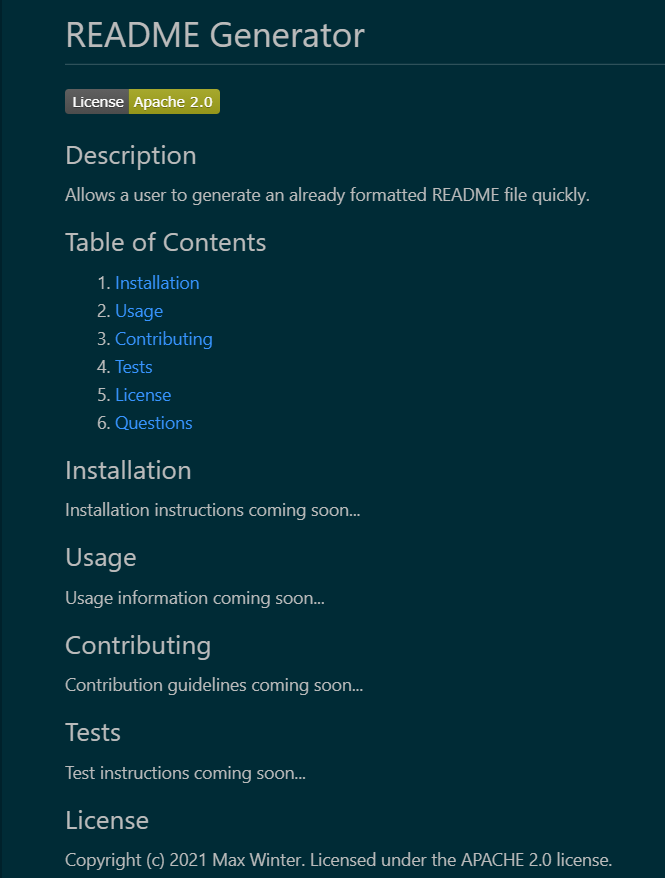 README Generator
License Apache 2.0
Description
Allows a user to generate an already formatted README file quickly.
Table of Contents
1. Installation
2. Usage
3. Contributing
4. Tests
5. License
6. Questions
Installation
Installation instructions coming soon...
Usage
Usage information coming soon...
Contributing
Contribution guidelines coming soon...
Tests
Test instructions coming soon...
License
Copyright (c) 2021 Max Winter. Licensed under the APACHE 2.0 license.